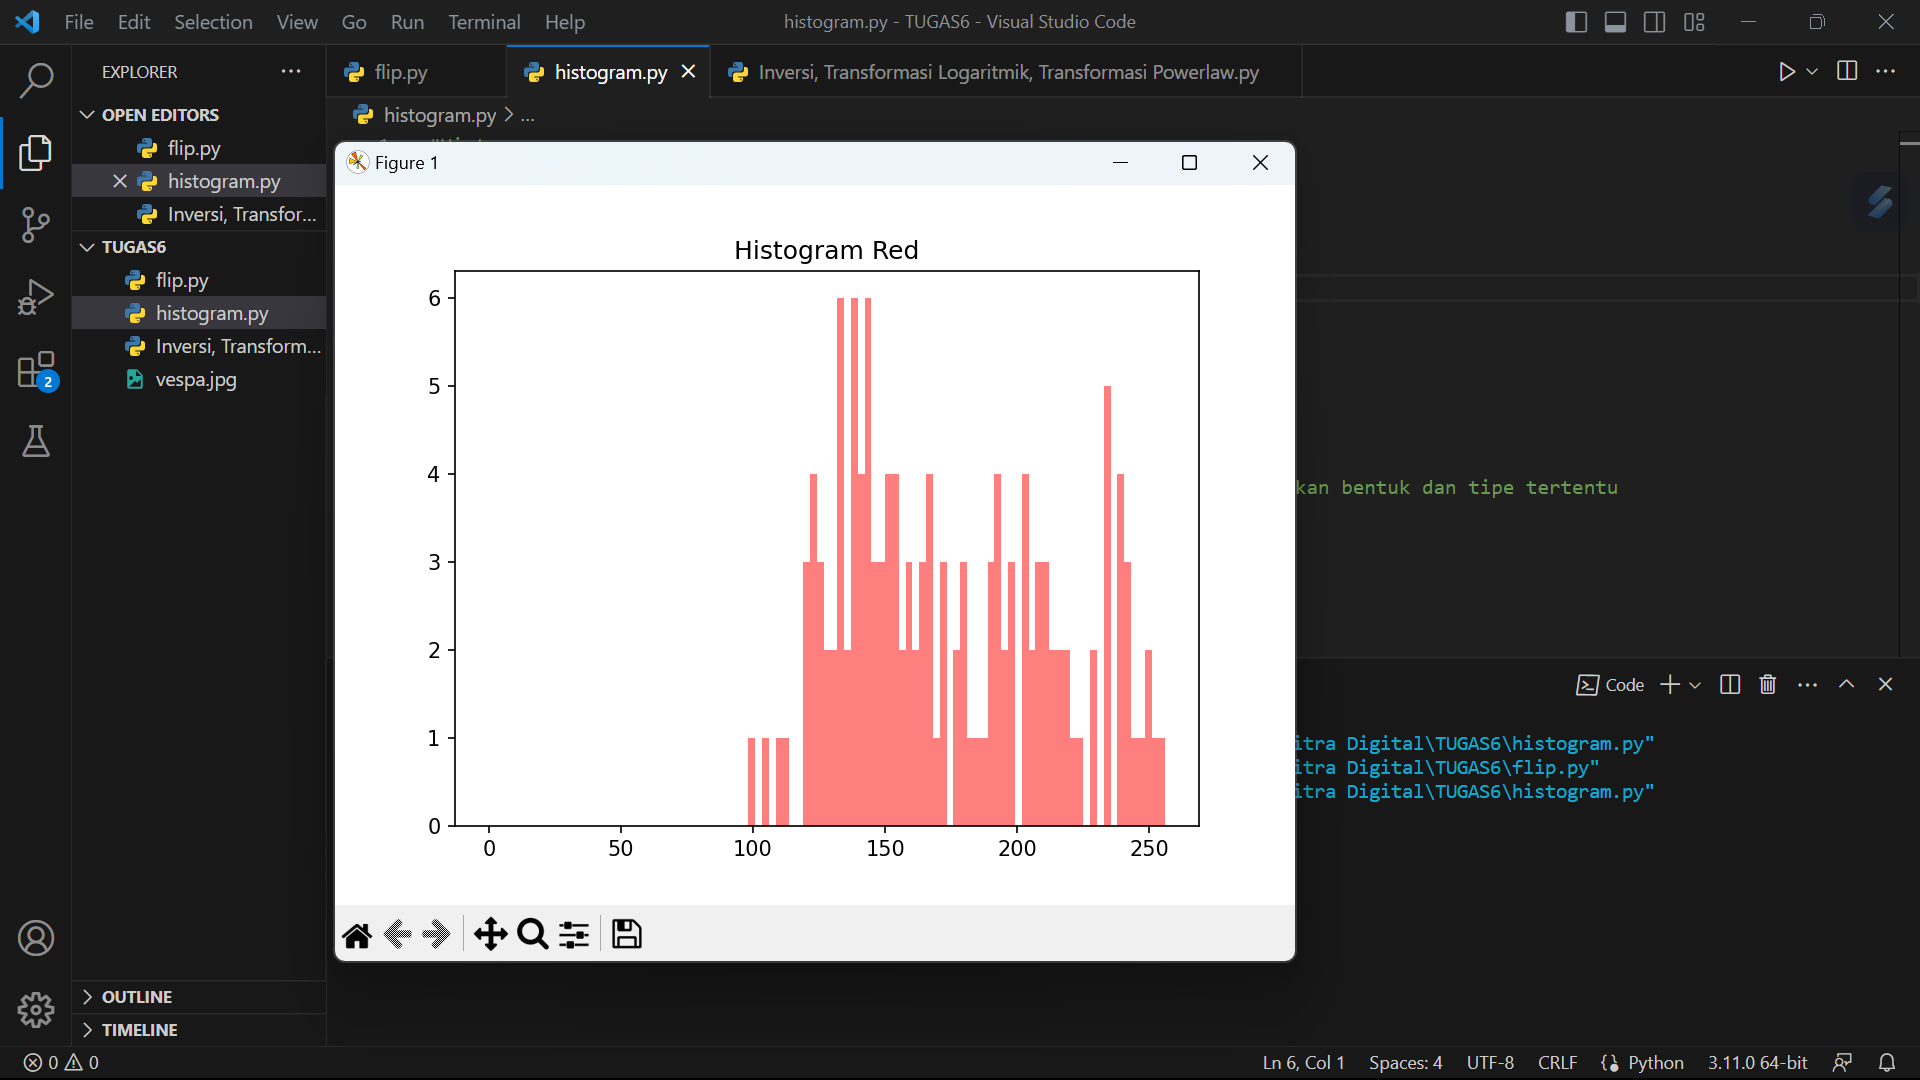 File Edit Selection View Go Run Terminal Help
histogram.py - TUGAS6 - Visual Studio Code
EXPLORER
flip.py
histogram.py
Inversi, Transformasi Logaritmik, Transformasi Powerlaw.py
OPEN EDITORS
flip.py
histogram.py
Inversi, Transfor...
TUGAS6
flip.py
histogram.py
Inversi, Transform...
vespa.jpg
OUTLINE
TIMELINE
2
histogram.py > ...
Figure 1
Histogram Red
6
5
4
3
2
1
0
0 50 100 150 200 250
kan bentuk dan tipe tertentu
Code
itra Digital\TUGAS6\histogram.py"
itra Digital\TUGAS6\flip.py"
itra Digital\TUGAS6\histogram.py"
0 0
Ln 6, Col 1 Spaces: 4 UTF-8 CRLF Python 3.11.0 64-bit